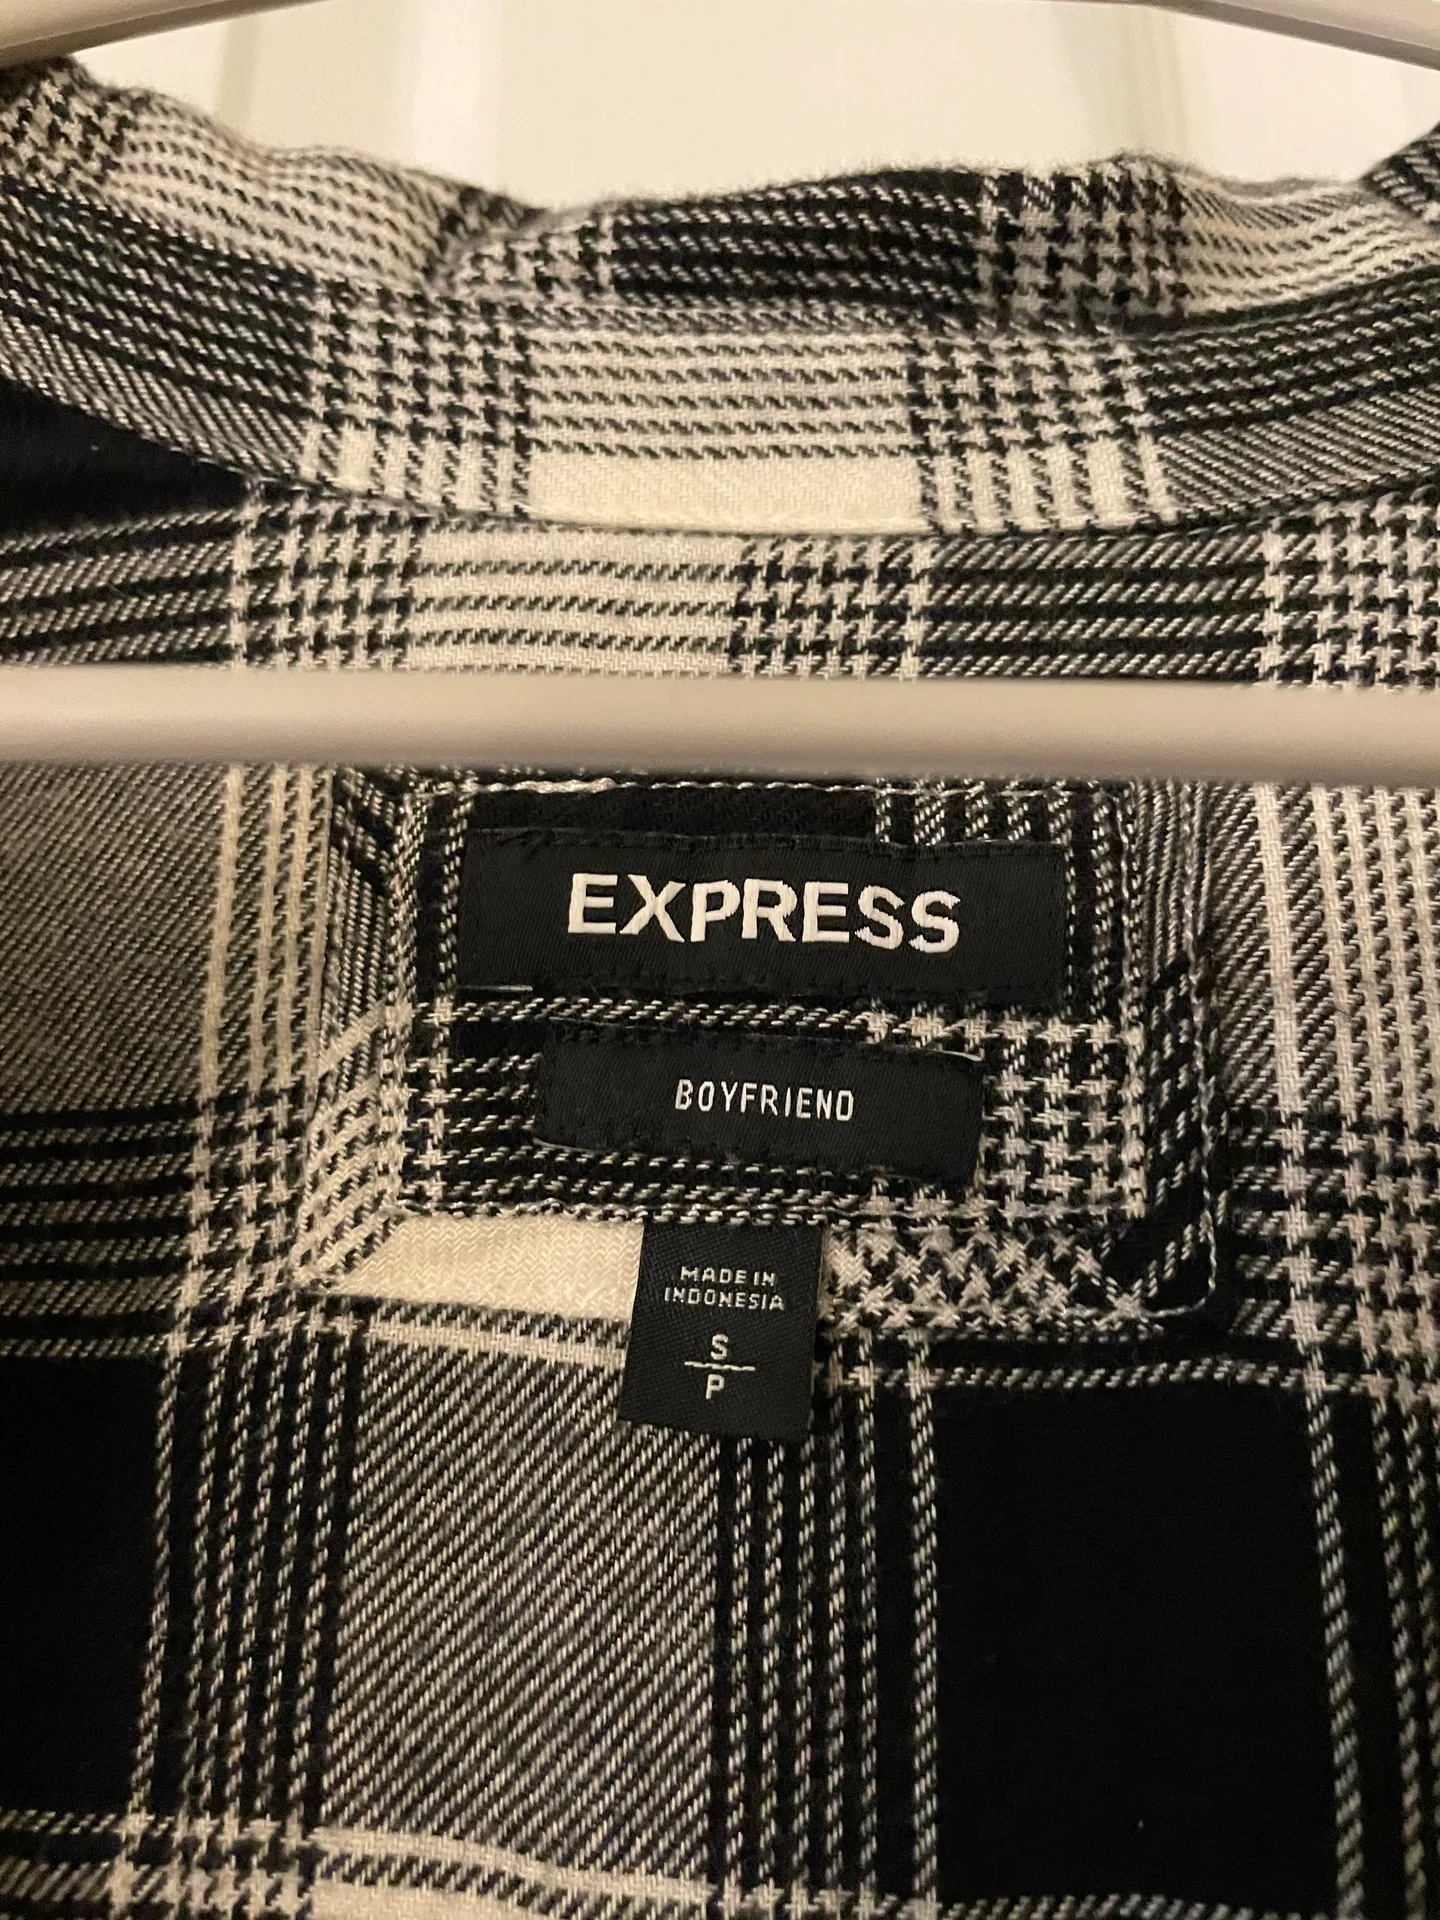 EXPRESS
BOYFRIEND
MADE IN
INDONESIA
S
P